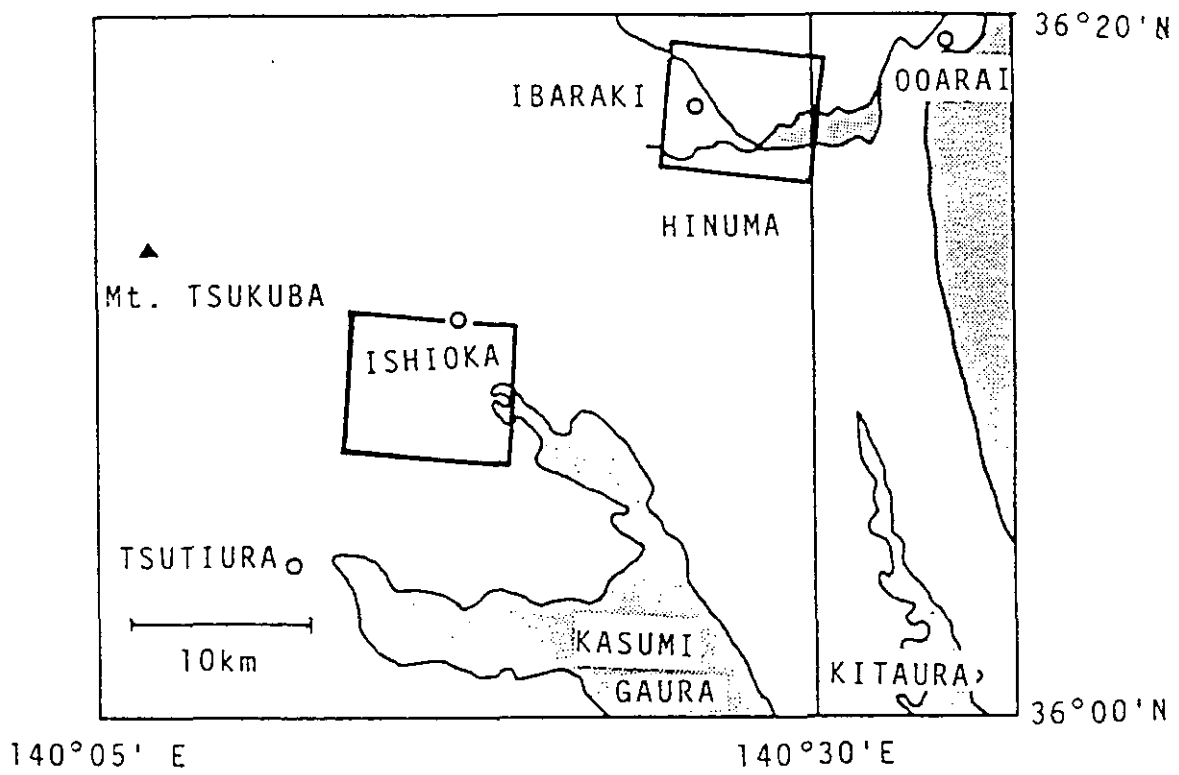 36°20'N
OOARAI
IBARAKI
HINUMA
Mt. TSUKUBA
ISHIOKA
TSUTIURA
10km
KASUMI
GAURA
KITAURA
36°00'N
140°05' E
140°30'E